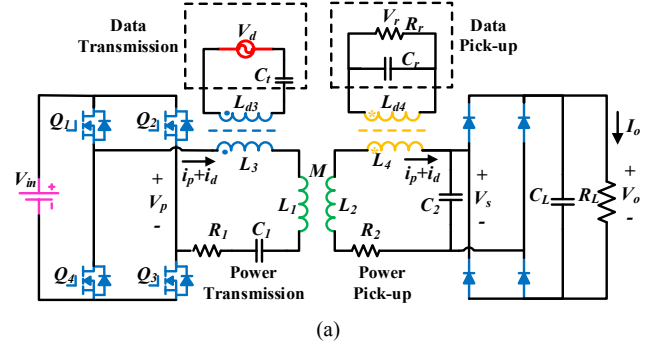 Data
Transmission
V_d
C_t
L_d3
L_3
V_r
R_r
C_r
Data
Pick-up
L_d4
L_4
Q_1
Q_2
Q_4
Q_3
V_in
+
-
+
V_p
-
i_p+i_d
L_1
M
L_2
R_1
C_1
Power
Transmission
i_p+i_d
C_2
+
V_s
-
R_2
Power
Pick-up
C_L
R_L
I_o
+
V_o
-
(a)